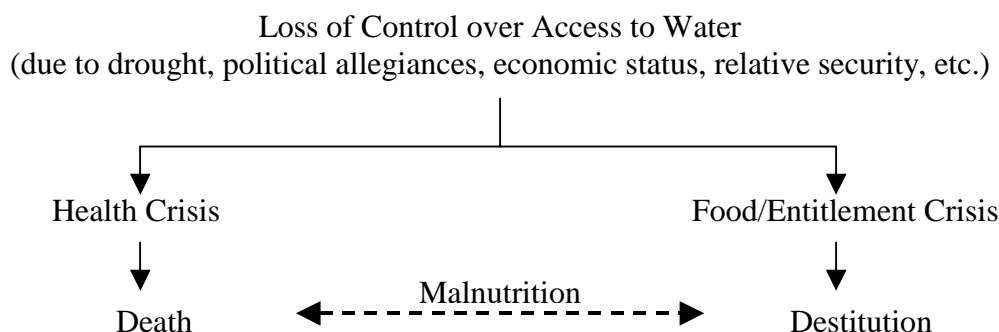 Loss of Control over Access to Water
(due to drought, political allegiances, economic status, relative security, etc.)
Health Crisis
Food/Entitlement Crisis
Malnutrition
Death
Destitution